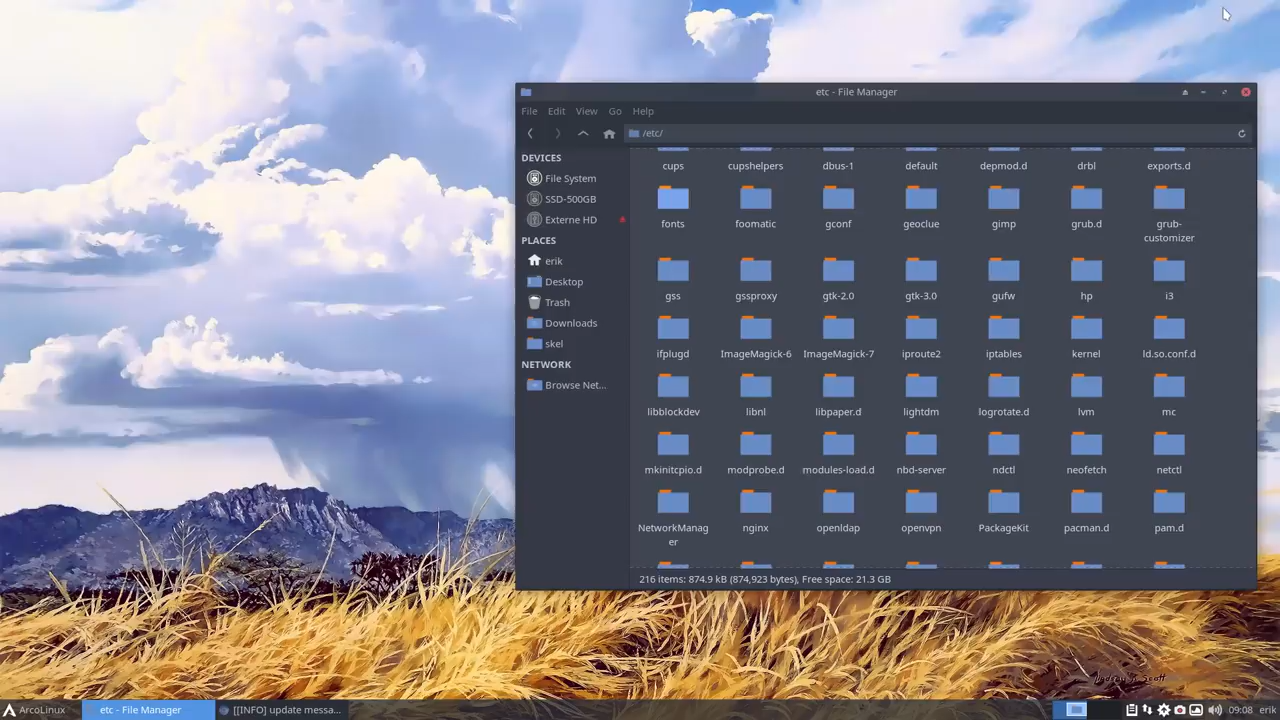 etc - File Manager
File Edit View Go Help
/etc/
DEVICES
File System
SSD-500GB
Externe HD
PLACES
erik
Desktop
Trash
Downloads
skel
NETWORK
Browse Net...
cups cupshelpers dbus-1 default depmod.d drbl exports.d
fonts foomatic gconf geoclue gimp grub.d grub-
customizer
gss gssproxy gtk-2.0 gtk-3.0 gufw hp i3
ifplugd ImageMagick-6 ImageMagick-7 iproute2 iptables kernel ld.so.conf.d
libblockdev libnl libpaper.d lightdm logrotate.d lvm mc
mkinitcpio.d modprobe.d modules-load.d nbd-server ndctl neofetch netctl
NetworkManag nginx openldap openvpn PackageKit pacman.d pam.d
er
216 items: 874.9 kB (874,923 bytes), Free space: 21.3 GB
ArcoLinux etc - File Manager [[INFO] update messa... 09:08 erik